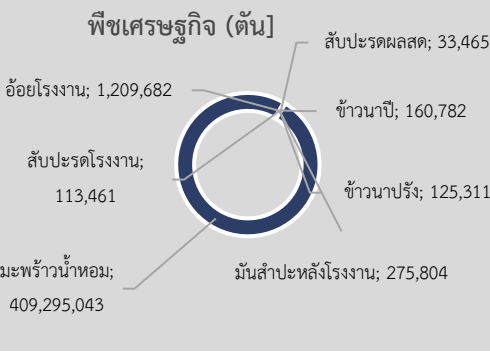 พืชเศรษฐกิจ (ตัน]
สับปะรดผลสด; 33,465
อ้อยโรงงาน; 1,209,682
ข้าวนาปี; 160,782
สับปะรดโรงงาน;
113,461
ข้าวนาปรัง; 125,311
มะพร้าวน้ำหอม;
409,295,043
มันสำปะหลังโรงงาน; 275,804